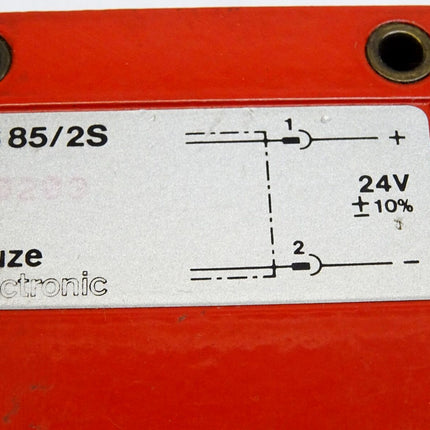 85/2S
1
+
24V
± 10%
uze
2
−
ctronic